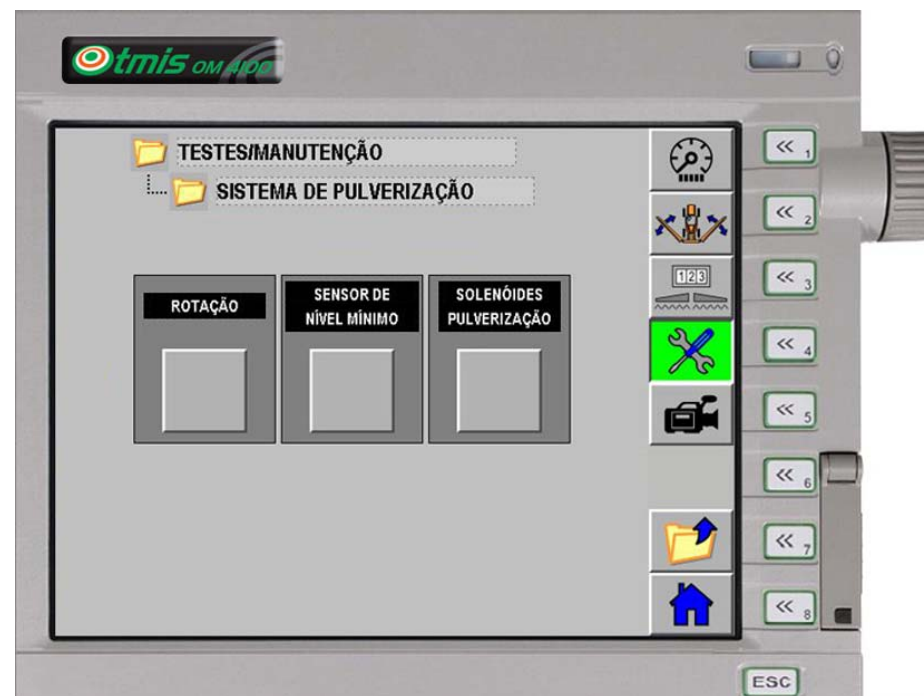 Otmis OM 4100
TESTES/MANUTENÇÃO
SISTEMA DE PULVERIZAÇÃO
ROTAÇÃO
SENSOR DE
NÍVEL MÍNIMO
SOLENÓIDES
PULVERIZAÇÃO
123
<< 1
<< 2
<< 3
<< 4
<< 5
<< 6
<< 7
<< 8
ESC